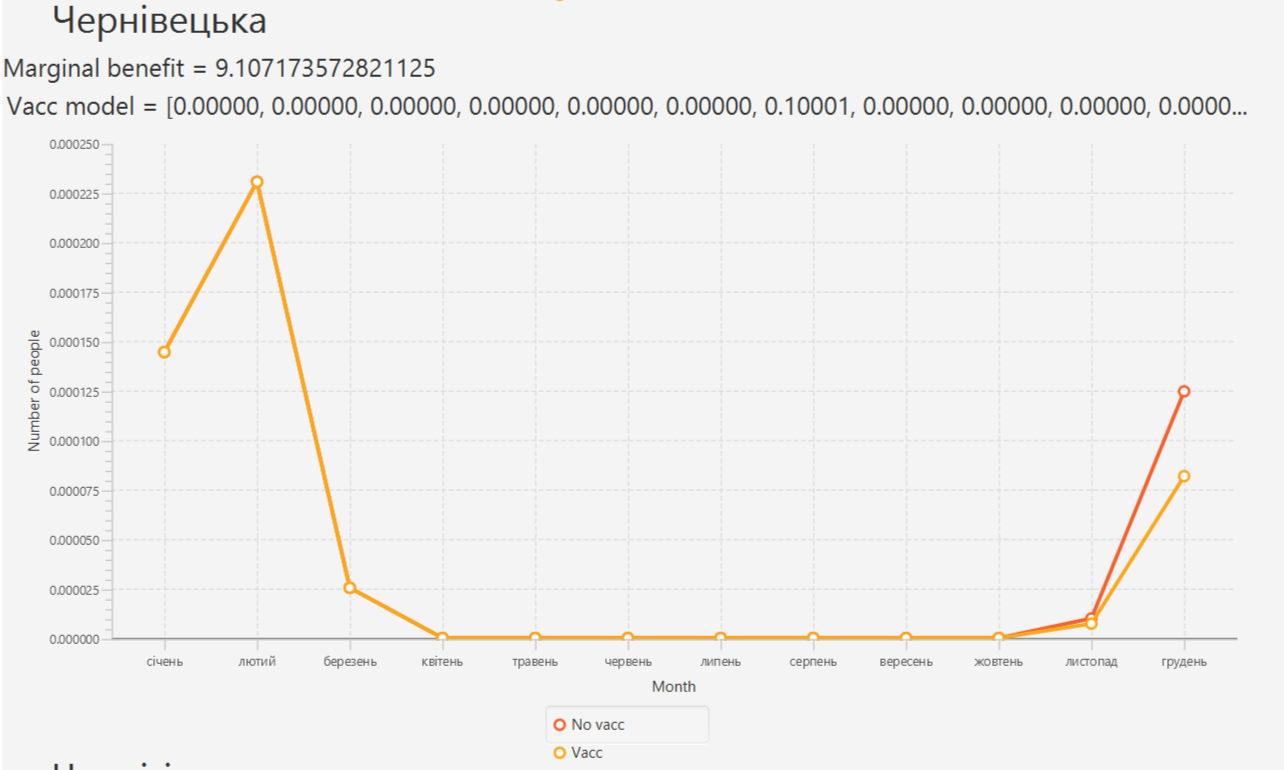 Чернівецька
Marginal benefit = 9.107173572821125
Vacc model = [0.00000, 0.00000, 0.00000, 0.00000, 0.00000, 0.00000, 0.10001, 0.00000, 0.00000, 0.00000, 0.0000...
0.000250
0.000225
0.000200
0.000175
0.000150
0.000125
0.000100
0.000075
0.000050
0.000025
0.000000
Number of people
січень лютий березень квітень травень червень липень серпень вересень жовтень листопад грудень
Month
No vacc
Vacc